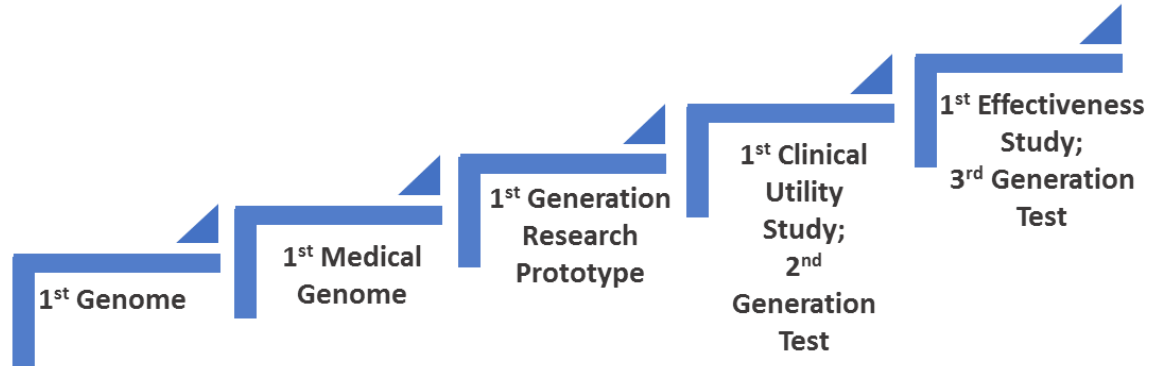 1st Genome
1st Medical
Genome
1st Generation
Research
Prototype
1st Clinical
Utility
Study;
2nd
Generation
Test
1st Effectiveness
Study;
3rd Generation
Test